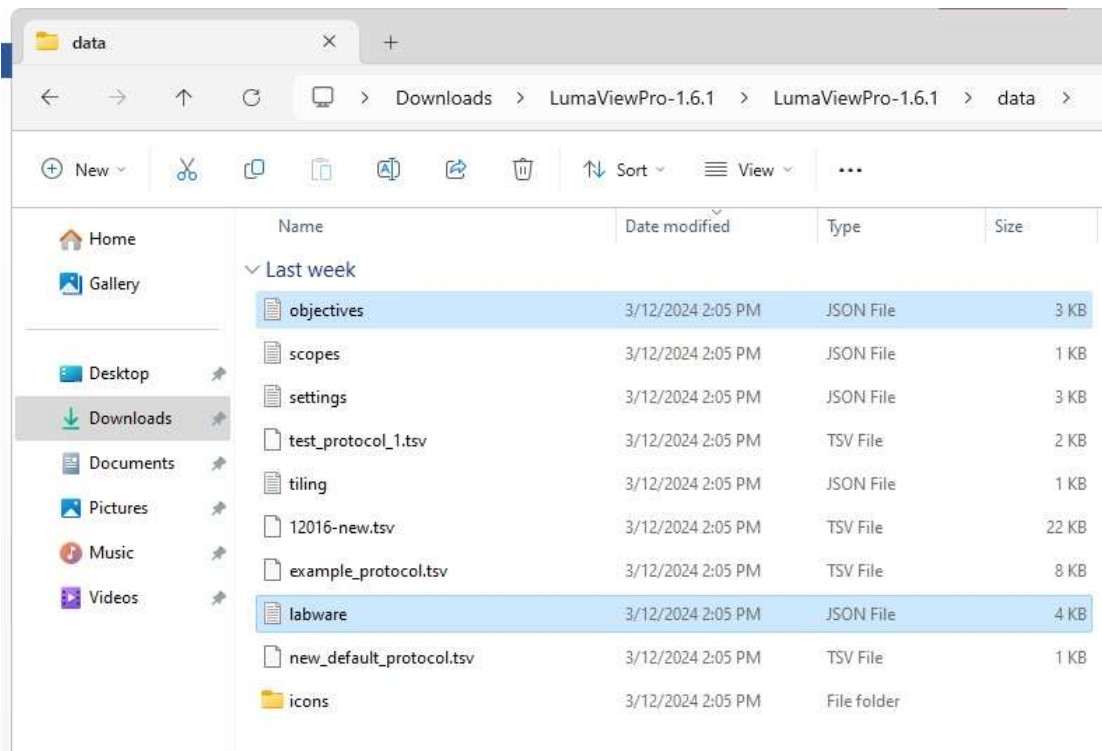 data
Downloads > LumaViewPro-1.6.1 > LumaViewPro-1.6.1 > data >
New Sort View ...
Name Date modified Type Size
Home
Gallery
Desktop
Downloads
Documents
Pictures
Music
Videos
Last week
objectives 3/12/2024 2:05 PM JSON File 3 KB
scopes 3/12/2024 2:05 PM JSON File 1 KB
settings 3/12/2024 2:05 PM JSON File 3 KB
test_protocol_1.tsv 3/12/2024 2:05 PM TSV File 2 KB
tiling 3/12/2024 2:05 PM JSON File 1 KB
12016-new.tsv 3/12/2024 2:05 PM TSV File 22 KB
example_protocol.tsv 3/12/2024 2:05 PM TSV File 8 KB
labware 3/12/2024 2:05 PM JSON File 4 KB
new_default_protocol.tsv 3/12/2024 2:05 PM TSV File 1 KB
icons 3/12/2024 2:05 PM File folder